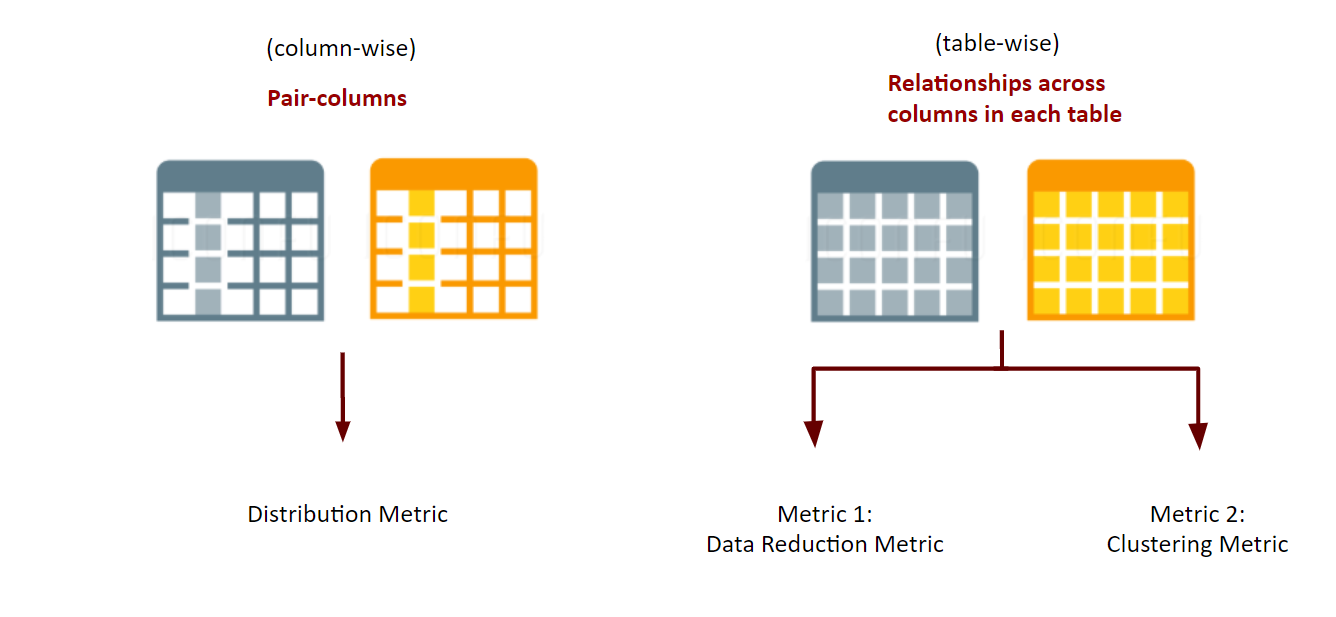 (column-wise)
Pair-columns
Distribution Metric
(table-wise)
Relationships across
columns in each table
Metric 1:
Data Reduction Metric
Metric 2:
Clustering Metric